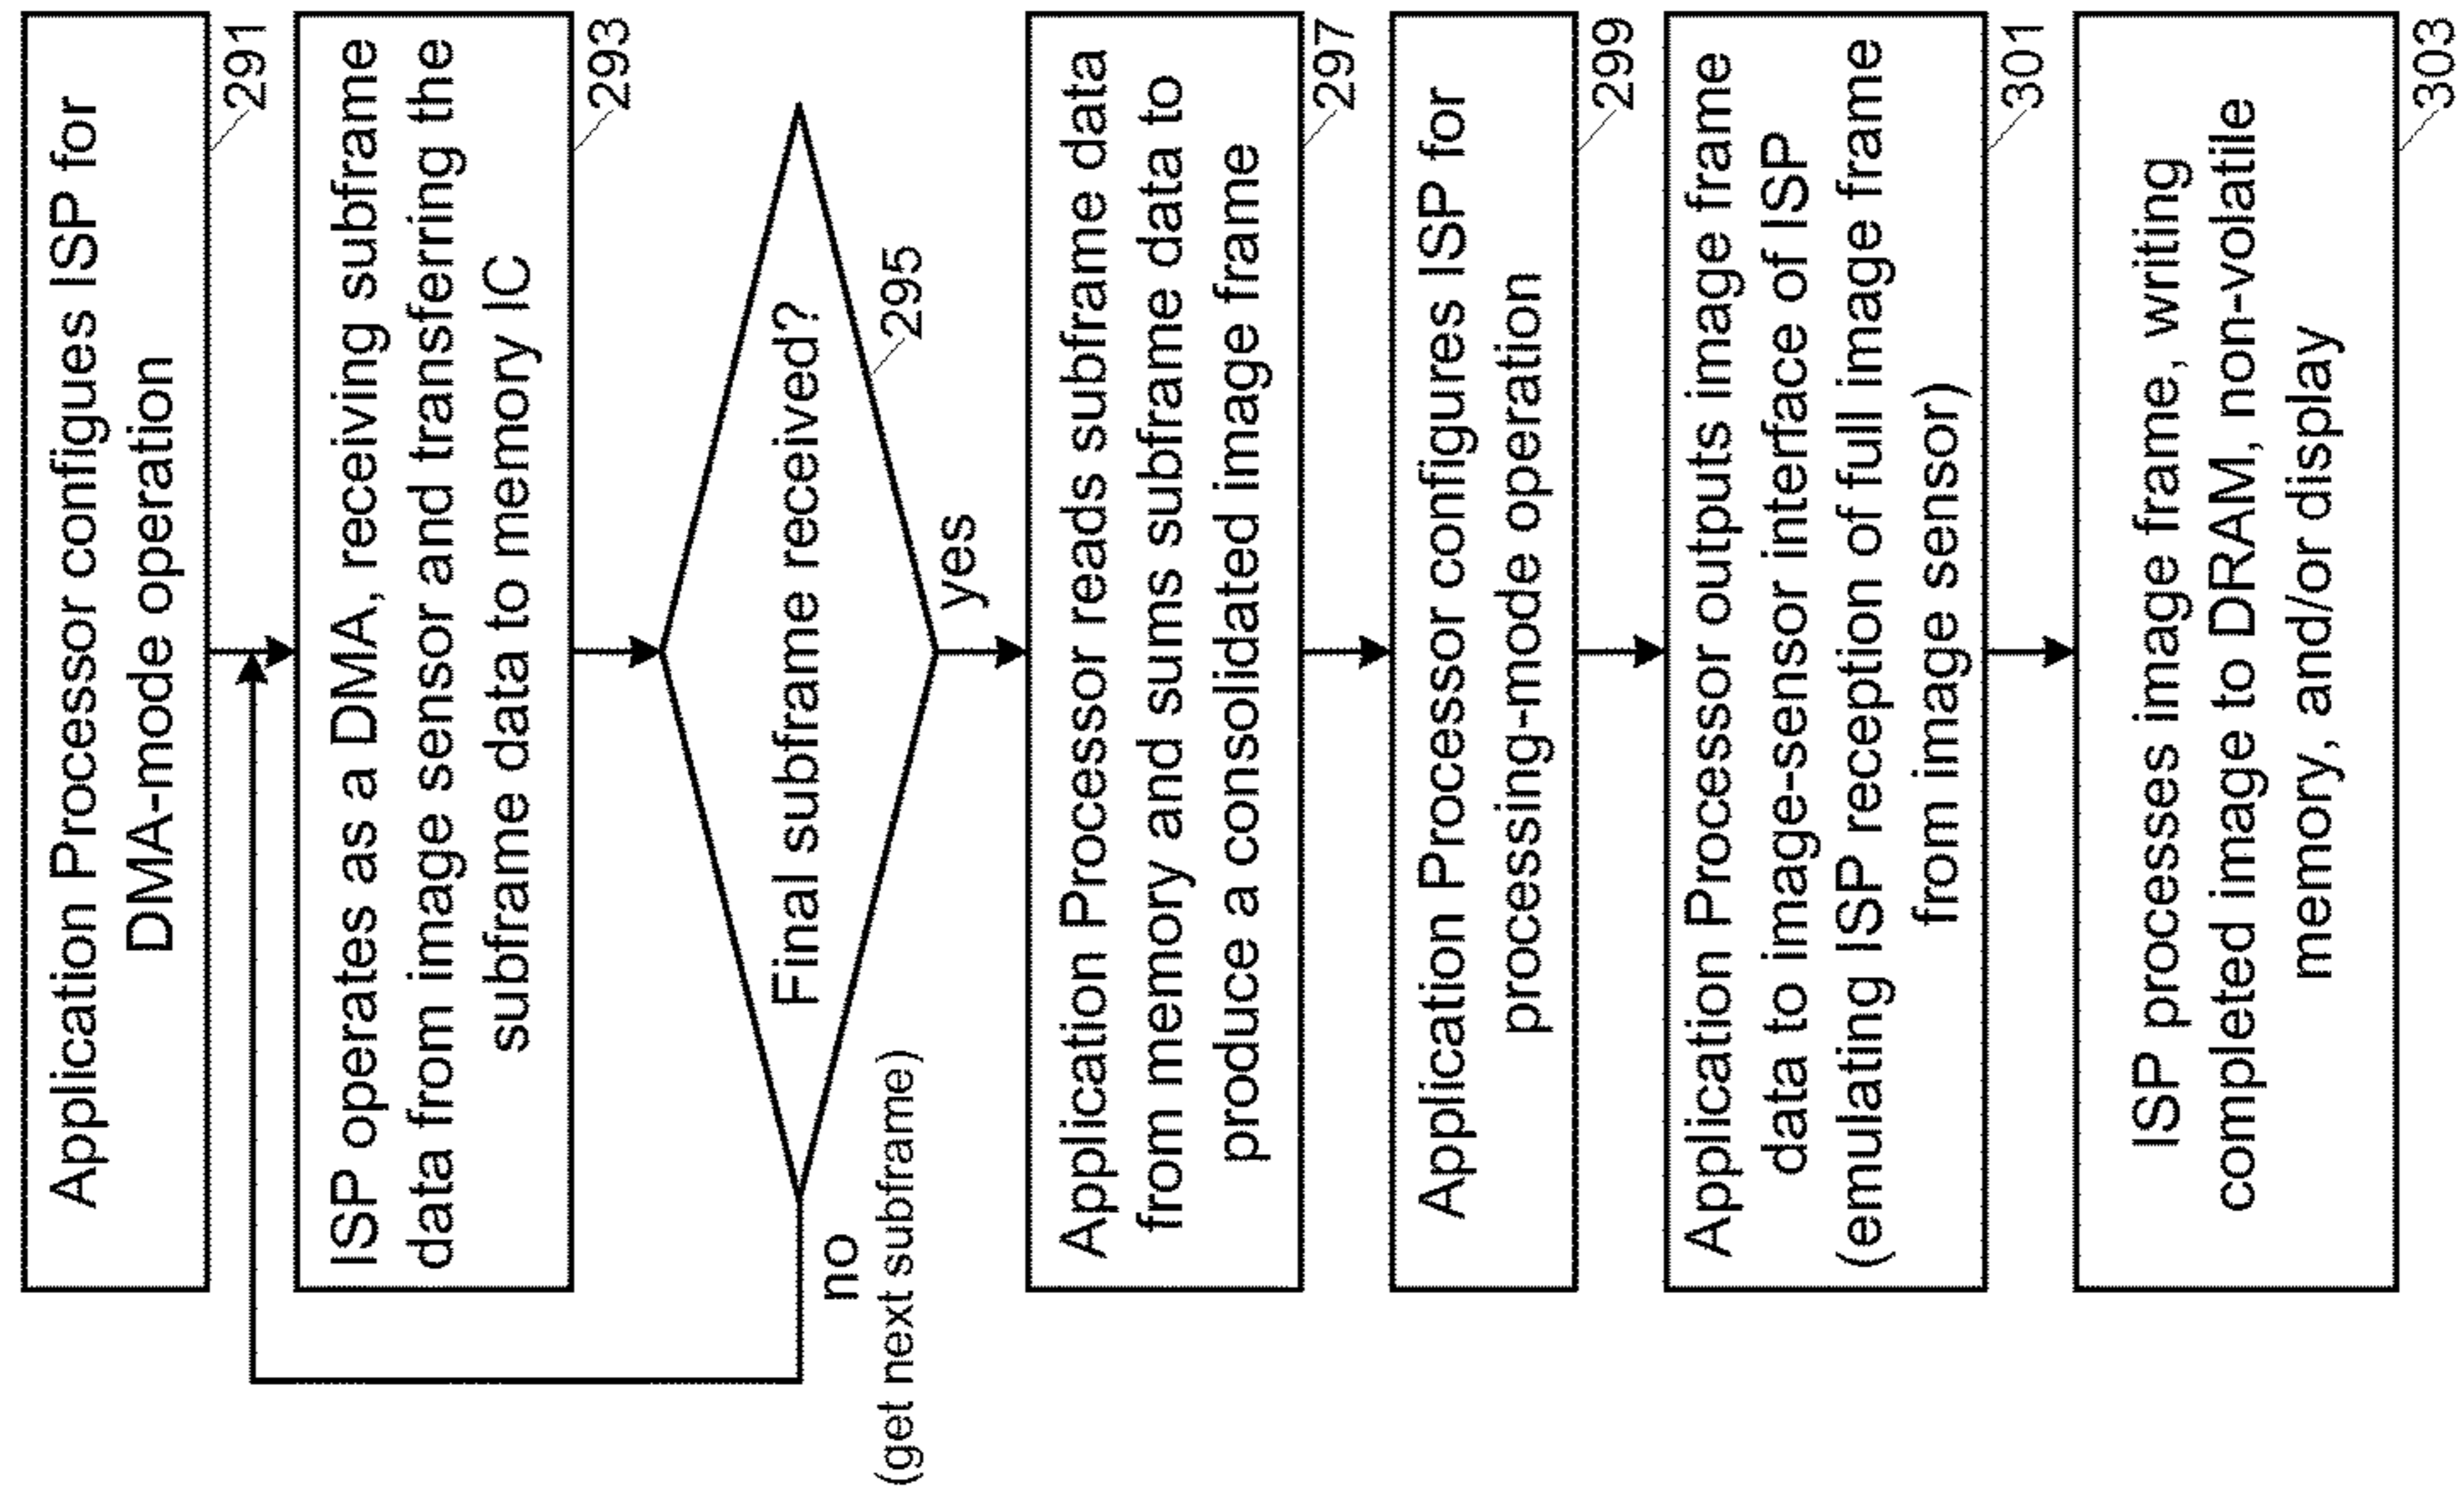 Application Processor configues ISP for
DMA-mode operation
291
ISP operates as a DMA, receiving subframe
data from image sensor and transferring the
subframe data to memory IC
293
Final subframe received?
295
no
(get next subframe)
yes
Application Processor reads subframe data
from memory and sums subframe data to
produce a consolidated image frame
297
Application Processor configures ISP for
processing-mode operation
299
Application Processor outputs image frame
data to image-sensor interface of ISP
(emulating ISP reception of full image frame
from image sensor)
301
ISP processes image frame, writing
completed image to DRAM, non-volatile
memory, and/or display
303